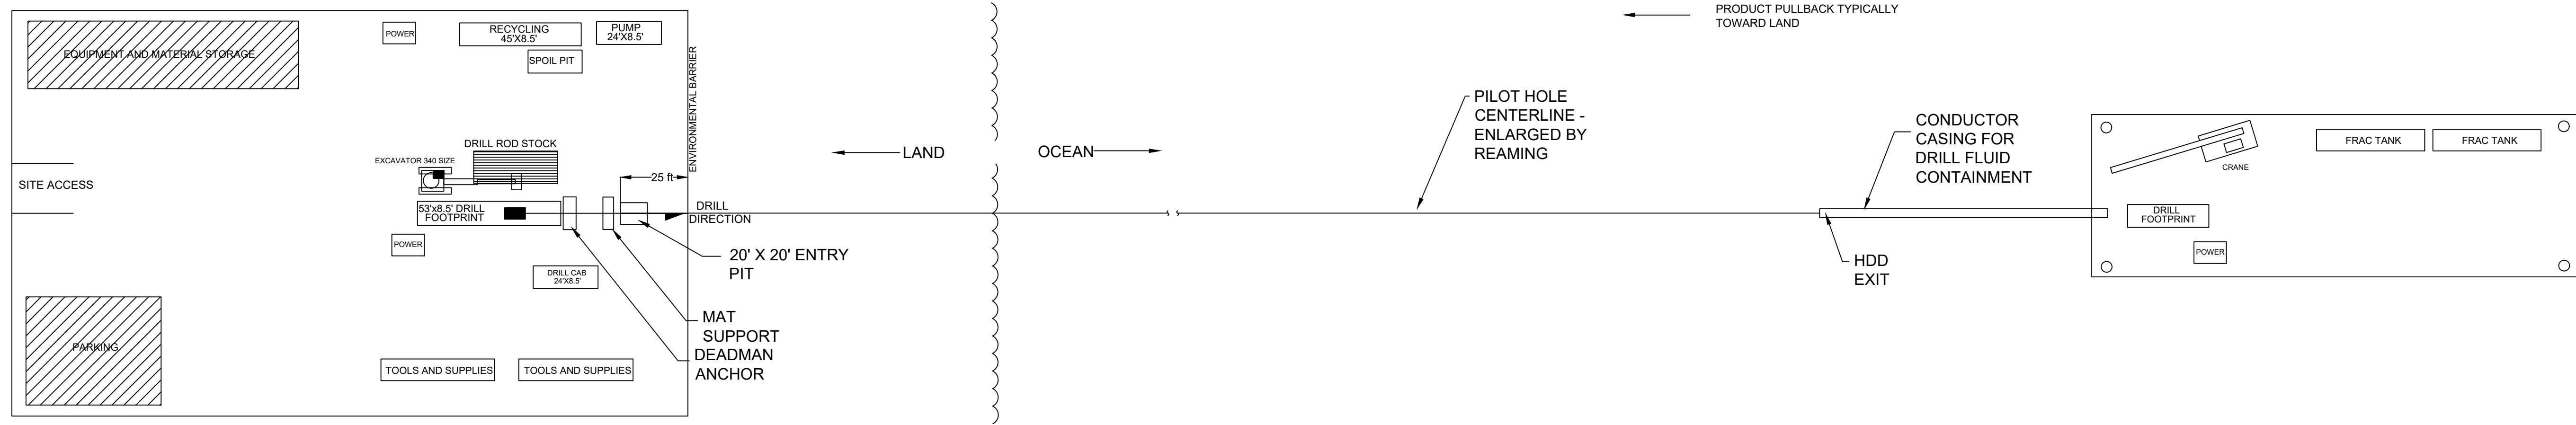 EQUIPMENT AND MATERIAL STORAGE
POWER
RECYCLING
45'X8.5'
PUMP
24'X8.5'
SPOIL PIT
ENVIRONMENTAL BARRIER
DRILL ROD STOCK
EXCAVATOR 340 SIZE
SITE ACCESS
25 ft
53'x8.5' DRILL
FOOTPRINT
DRILL
DIRECTION
POWER
20' X 20' ENTRY
PIT
DRILL CAB
24'X8.5'
MAT
SUPPORT
DEADMAN
ANCHOR
PARKING
TOOLS AND SUPPLIES
TOOLS AND SUPPLIES
LAND
OCEAN
PRODUCT PULLBACK TYPICALLY
TOWARD LAND
PILOT HOLE
CENTERLINE -
ENLARGED BY
REAMING
CONDUCTOR
CASING FOR
DRILL FLUID
CONTAINMENT
HDD
EXIT
CRANE
FRAC TANK
FRAC TANK
DRILL
FOOTPRINT
POWER